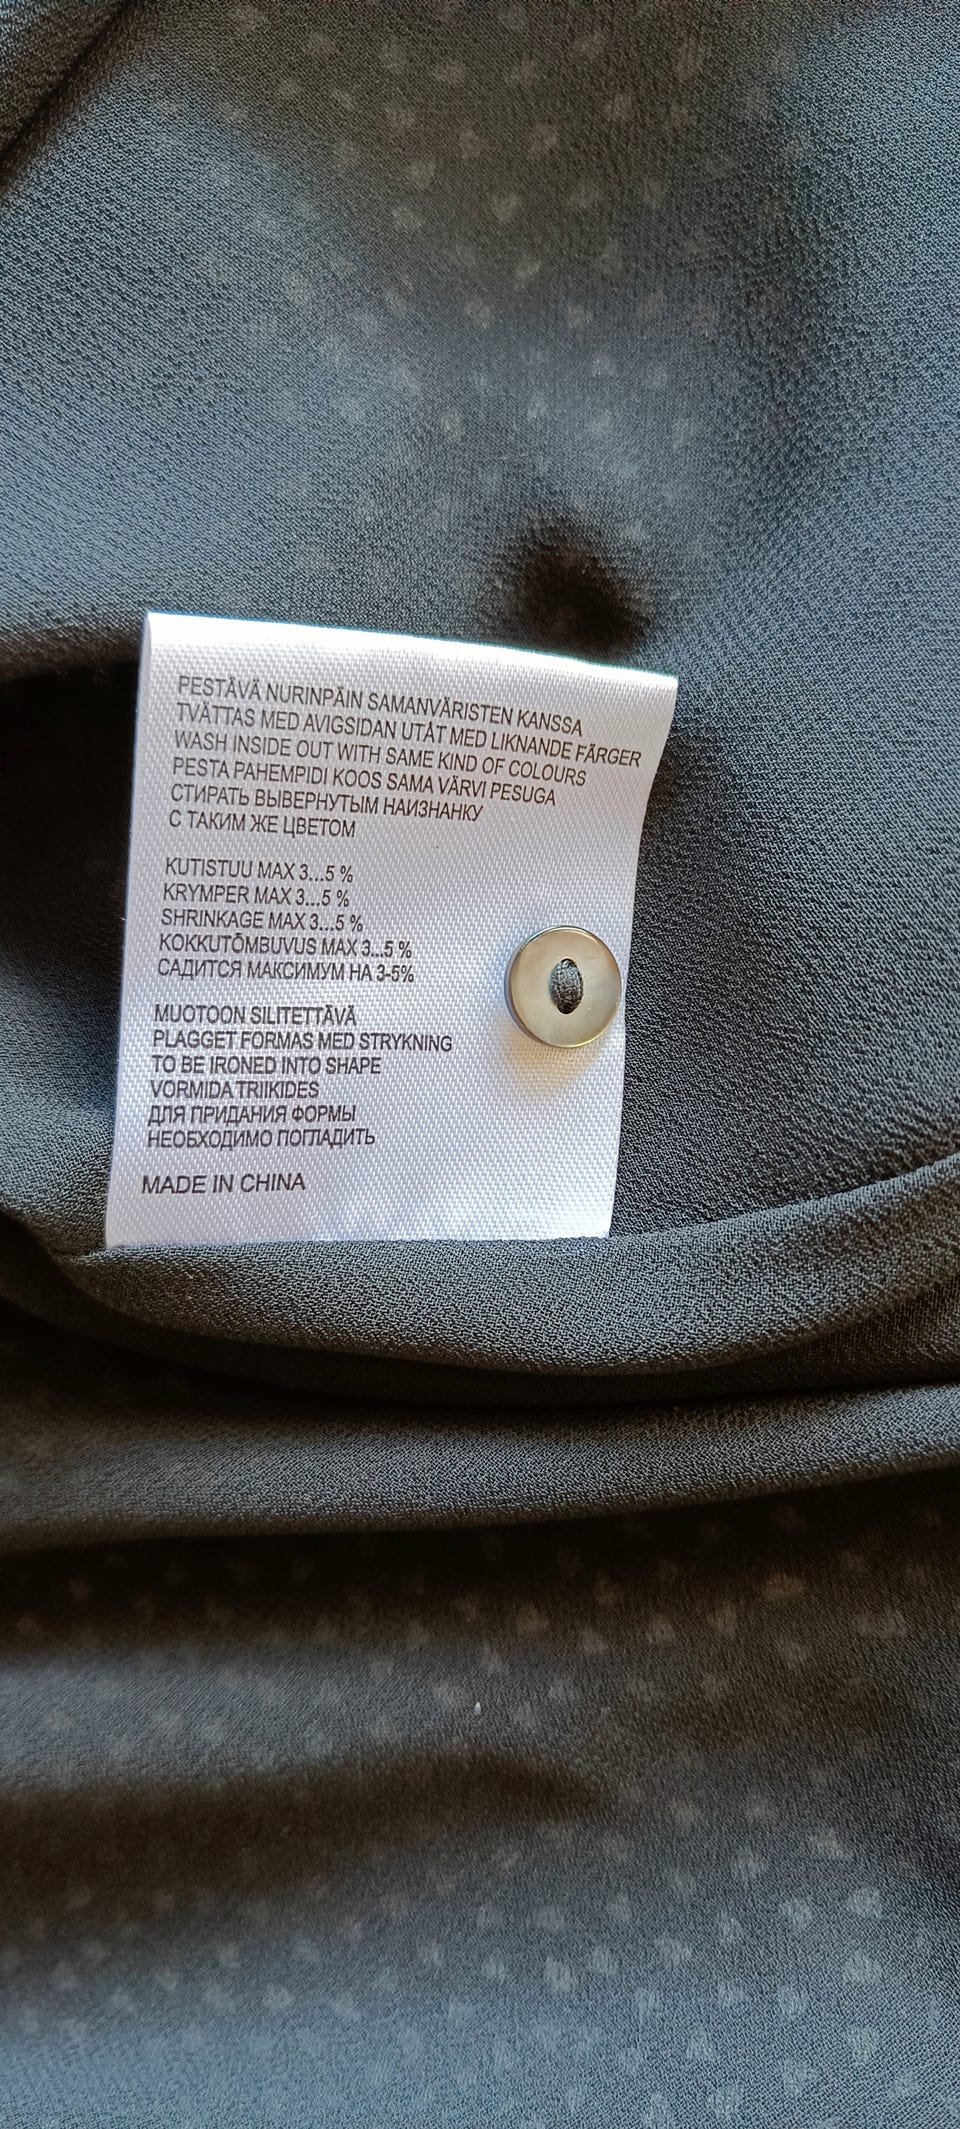 PESTÄVÄ NURINPÄIN SAMANVÄRISTEN KANSSA
TVÄTTAS MED AVIGSIDAN UTÅT MED LIKNANDE FÄRGER
WASH INSIDE OUT WITH SAME KIND OF COLOURS
PESTA PAHEMPIDI KOOS SAMA VÄRVI PESUGA
СТИРАТЬ ВЫВЕРНУТЫМ НАИЗНАНКУ
С ТАКИМ ЖЕ ЦВЕТОМ
KUTISTUU MAX 3...5 %
KRYMPER MAX 3...5 %
SHRINKAGE MAX 3...5 %
KOKKUTÕMBUVUS MAX 3...5 %
САДИТСЯ МАКСИМУМ НА 3-5%
MUOTOON SILITETTÄVÄ
PLAGGET FORMAS MED STRYKNING
TO BE IRONED INTO SHAPE
VORMIDA TRIIKIDES
ДЛЯ ПРИДАНИЯ ФОРМЫ
НЕОБХОДИМО ПОГЛАДИТЬ
MADE IN CHINA